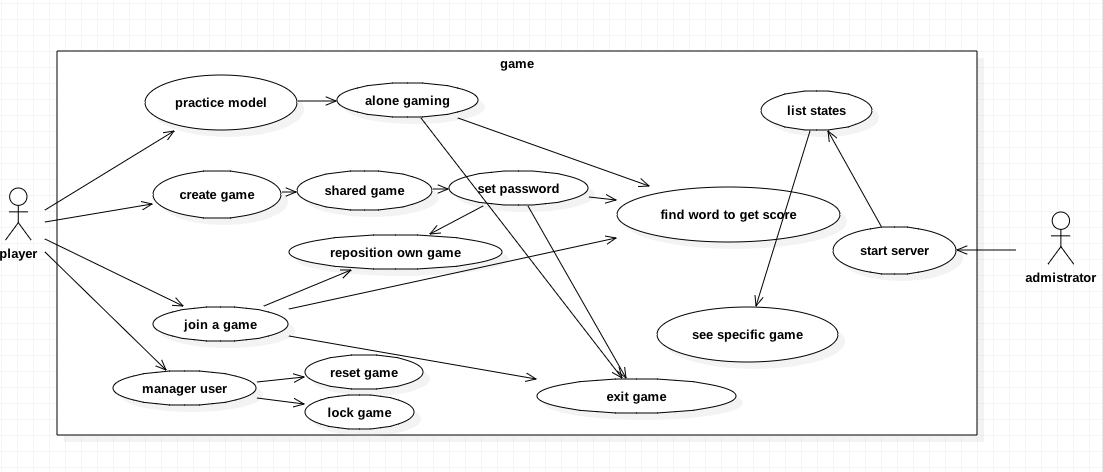 game
practice model
alone gaming
list states
create game
shared game
set password
find word to get score
player
reposition own game
start server
admistrator
join a game
see specific game
manager user
reset game
exit game
lock game